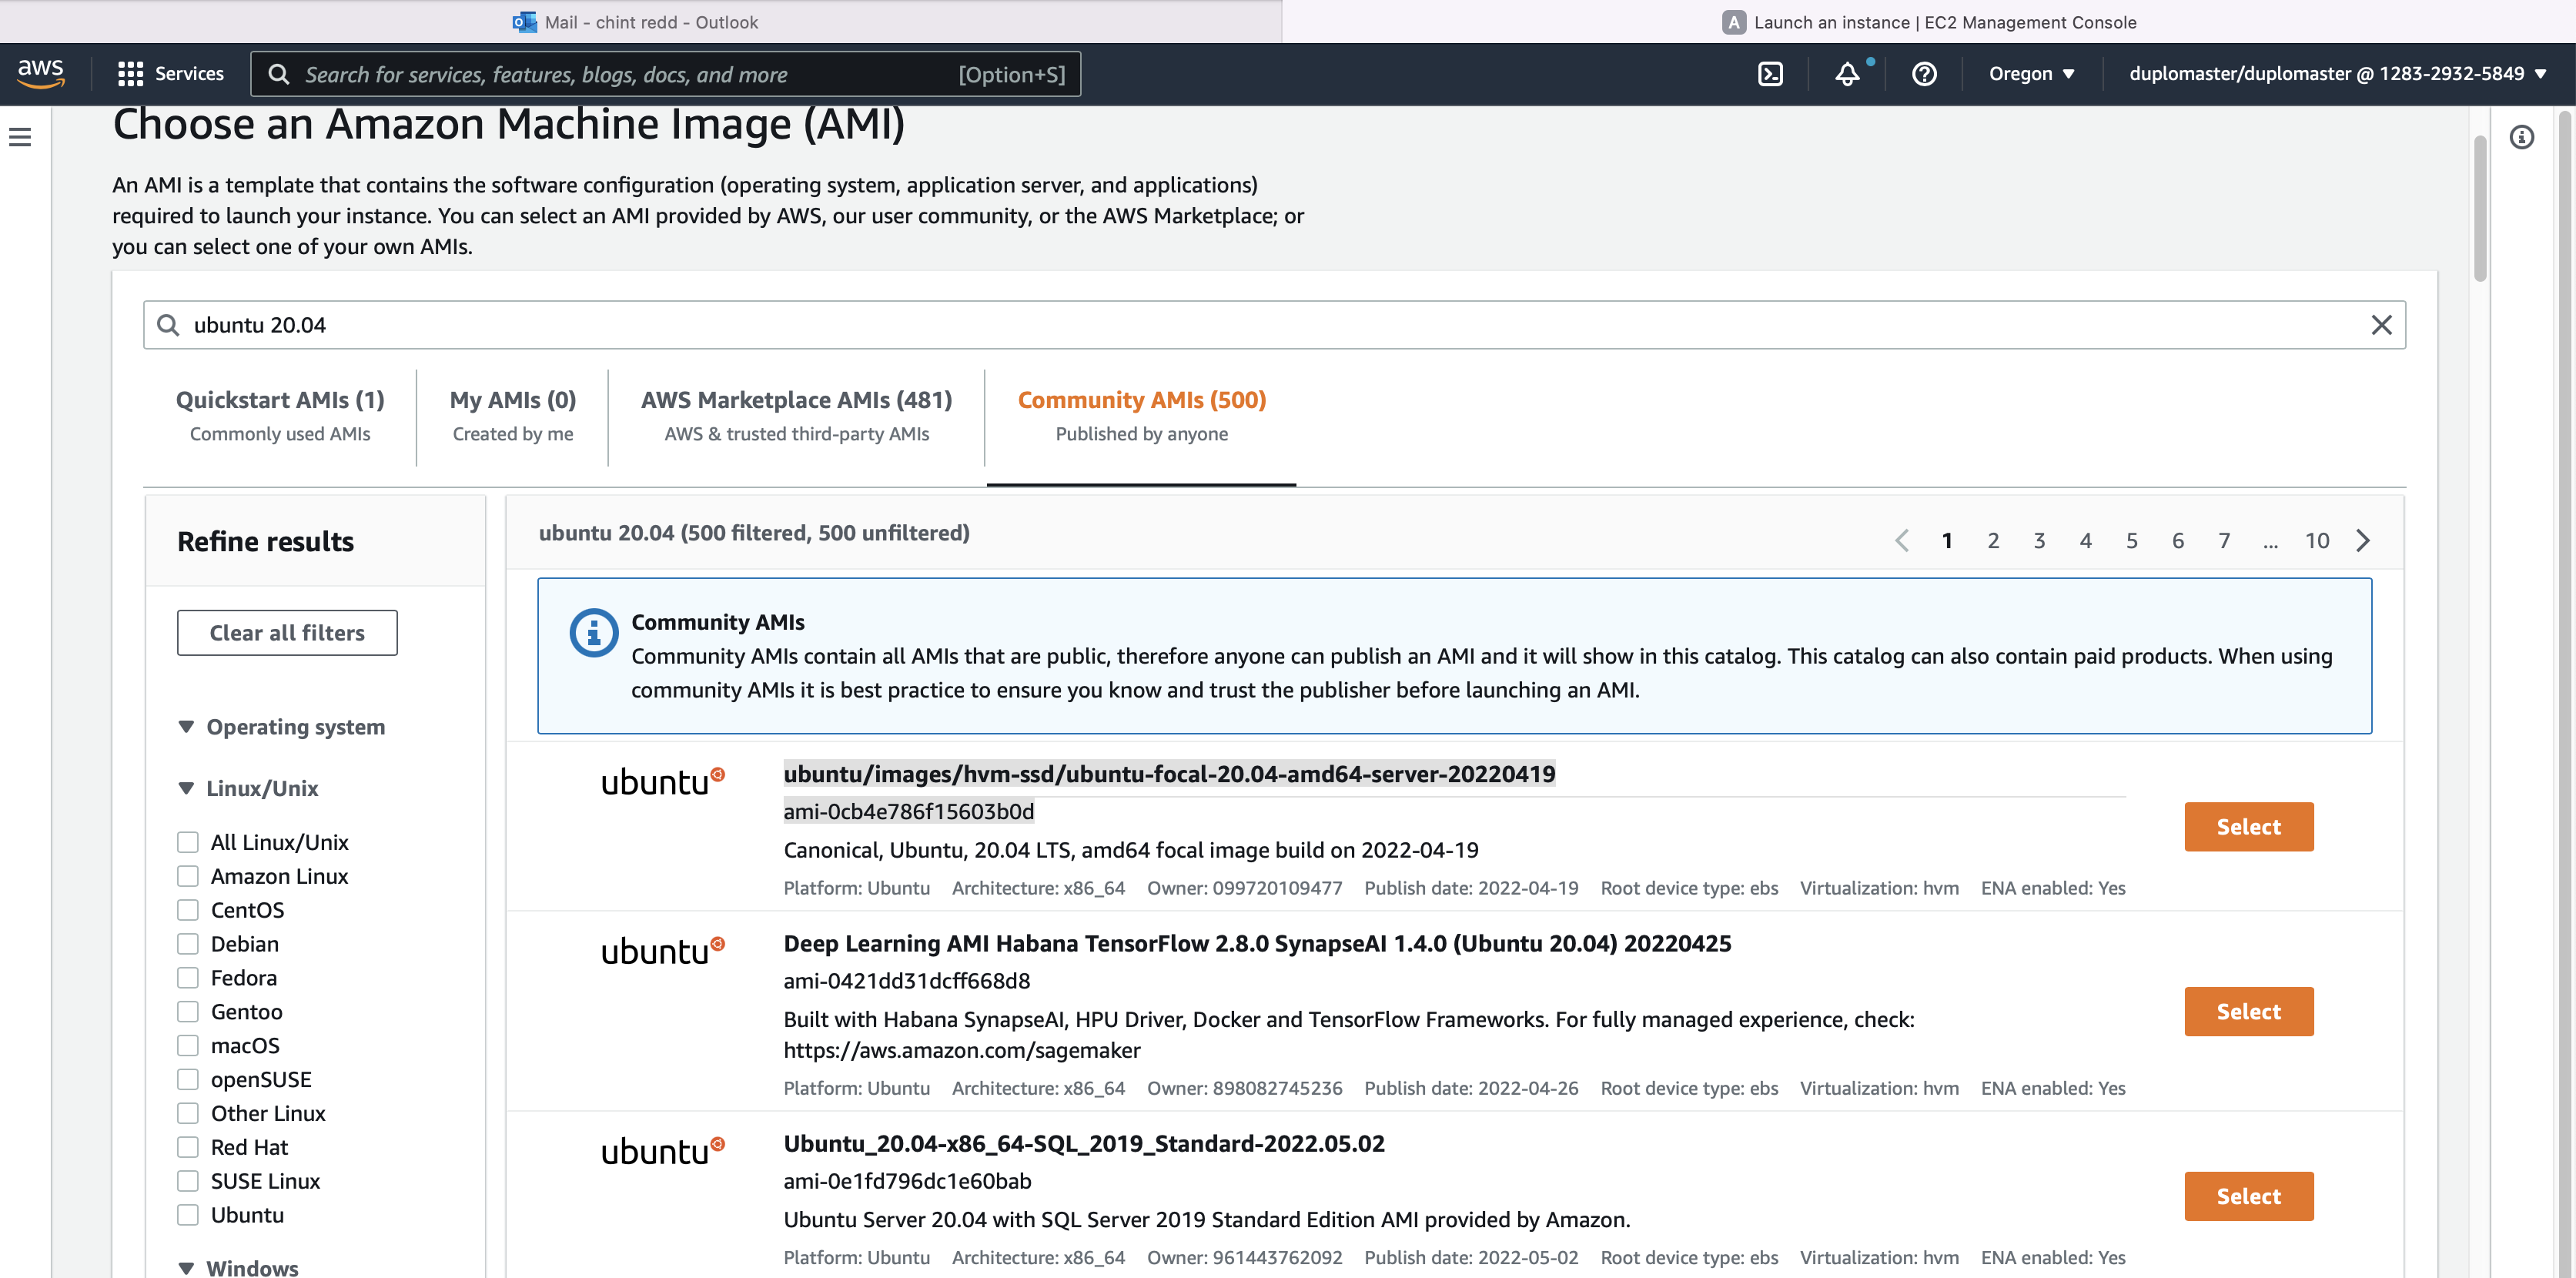 Mail - chint redd - Outlook
Launch an instance | EC2 Management Console
aws
Services
Search for services, features, blogs, docs, and more
[Option+S]
Oregon
duplomaster/duplomaster @ 1283-2932-5849
Choose an Amazon Machine Image (AMI)
An AMI is a template that contains the software configuration (operating system, application server, and applications)
required to launch your instance. You can select an AMI provided by AWS, our user community, or the AWS Marketplace; or
you can select one of your own AMIs.
ubuntu 20.04
Quickstart AMIs (1)
Commonly used AMIs
My AMIs (0)
Created by me
AWS Marketplace AMIs (481)
AWS & trusted third-party AMIs
Community AMIs (500)
Published by anyone
Refine results
Clear all filters
Operating system
Linux/Unix
All Linux/Unix
Amazon Linux
CentOS
Debian
Fedora
Gentoo
macOS
openSUSE
Other Linux
Red Hat
SUSE Linux
Ubuntu
Windows
ubuntu 20.04 (500 filtered, 500 unfiltered)
1 2 3 4 5 6 7 ... 10
Community AMIs
Community AMIs contain all AMIs that are public, therefore anyone can publish an AMI and it will show in this catalog. This catalog can also contain paid products. When using
community AMIs it is best practice to ensure you know and trust the publisher before launching an AMI.
ubuntu
ubuntu/images/hvm-ssd/ubuntu-focal-20.04-amd64-server-20220419
ami-0cb4e786f15603b0d
Canonical, Ubuntu, 20.04 LTS, amd64 focal image build on 2022-04-19
Platform: Ubuntu Architecture: x86_64 Owner: 099720109477 Publish date: 2022-04-19 Root device type: ebs Virtualization: hvm ENA enabled: Yes
Select
ubuntu
Deep Learning AMI Habana TensorFlow 2.8.0 SynapseAI 1.4.0 (Ubuntu 20.04) 20220425
ami-0421dd31dcff668d8
Built with Habana SynapseAI, HPU Driver, Docker and TensorFlow Frameworks. For fully managed experience, check:
https://aws.amazon.com/sagemaker
Platform: Ubuntu Architecture: x86_64 Owner: 898082745236 Publish date: 2022-04-26 Root device type: ebs Virtualization: hvm ENA enabled: Yes
Select
ubuntu
Ubuntu_20.04-x86_64-SQL_2019_Standard-2022.05.02
ami-0e1fd796dc1e60bab
Ubuntu Server 20.04 with SQL Server 2019 Standard Edition AMI provided by Amazon.
Platform: Ubuntu Architecture: x86_64 Owner: 961443762092 Publish date: 2022-05-02 Root device type: ebs Virtualization: hvm ENA enabled: Yes
Select